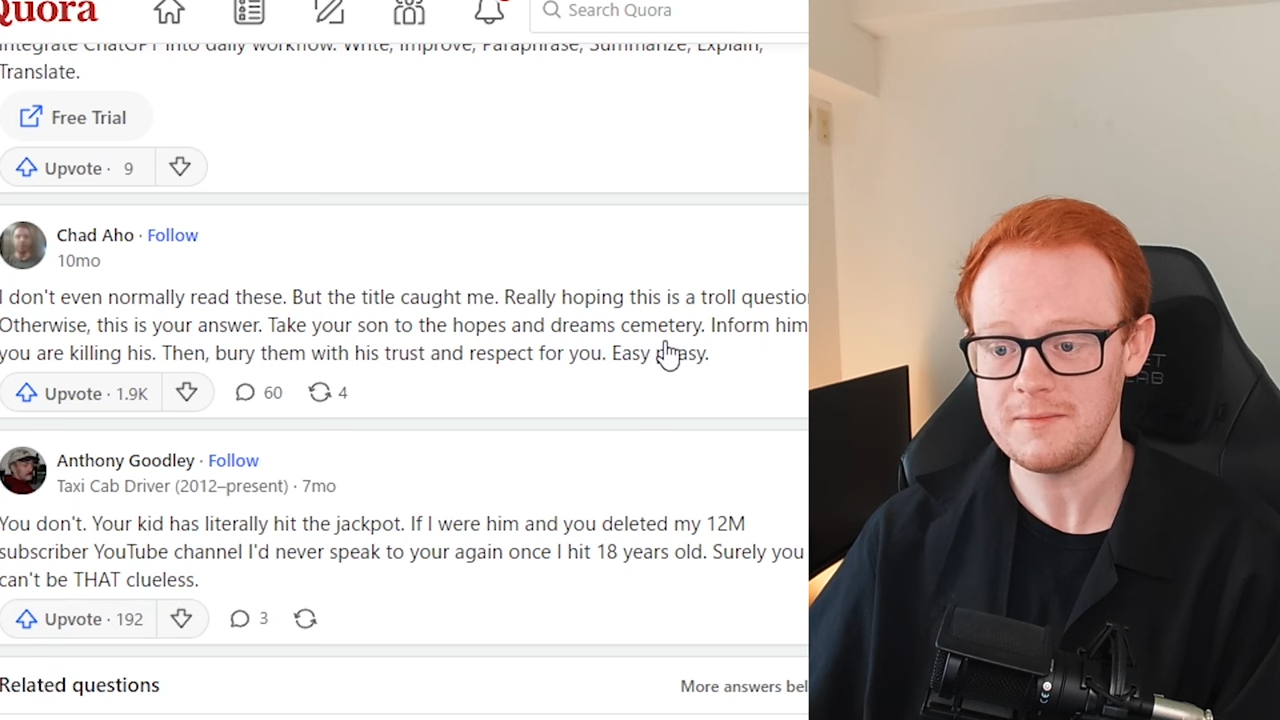 Quora
Search Quora
integrate ChatGPT into daily workflow. Write, Improve, Paraphrase, Summarize, Explain,
Translate.
Free Trial
Upvote · 9
Chad Aho · Follow
10mo
I don't even normally read these. But the title caught me. Really hoping this is a troll question
Otherwise, this is your answer. Take your son to the hopes and dreams cemetery. Inform him
you are killing his. Then, bury them with his trust and respect for you. Easy
Upvote · 1.9K
60
4
Anthony Goodley · Follow
Taxi Cab Driver (2012–present) · 7mo
You don't. Your kid has literally hit the jackpot. If I were him and you deleted my 12M
subscriber YouTube channel I'd never speak to your again once I hit 18 years old. Surely you
can't be THAT clueless.
Upvote · 192
3
Related questions
More answers bel